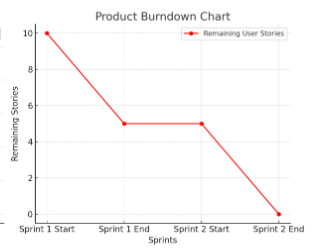 Product Burndown Chart
Remaining User Stories
10
8
6
4
2
0
Remaining Stories
Sprint 1 Start Sprint 1 End Sprint 2 Start Sprint 2 End
Sprints